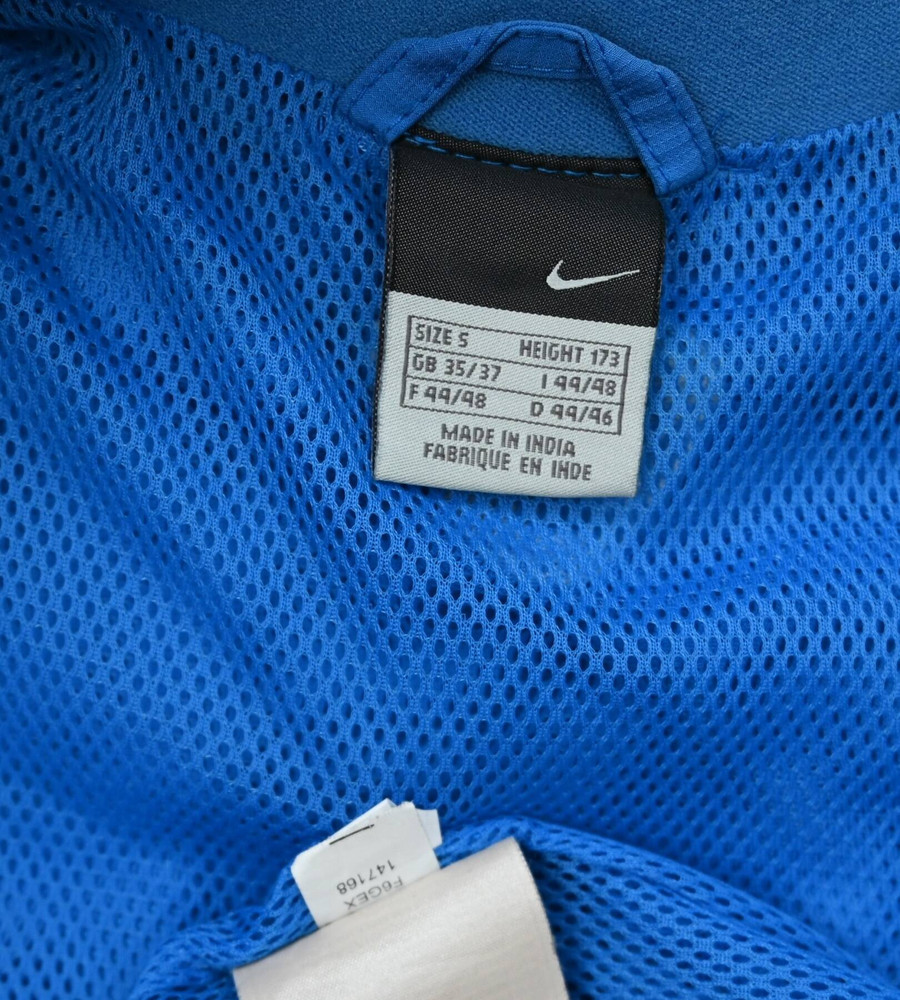 SIZE S HEIGHT 173
GB 35/37 I 44/48
F 44/48 D 44/46
MADE IN INDIA
FABRIQUE EN INDE
F6GEX
147168